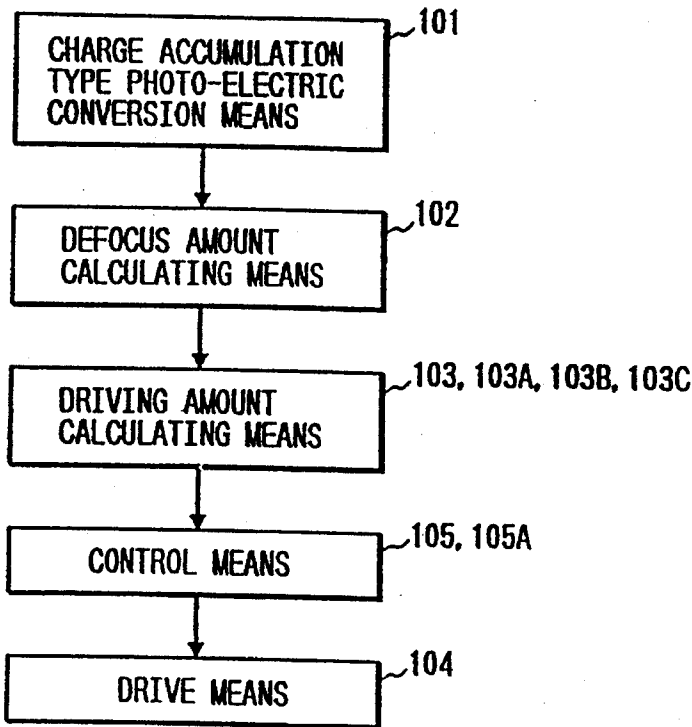 101
CHARGE ACCUMULATION
TYPE PHOTO-ELECTRIC
CONVERSION MEANS
102
DEFOCUS AMOUNT
CALCULATING MEANS
103, 103A, 103B, 103C
DRIVING AMOUNT
CALCULATING MEANS
105, 105A
CONTROL MEANS
104
DRIVE MEANS